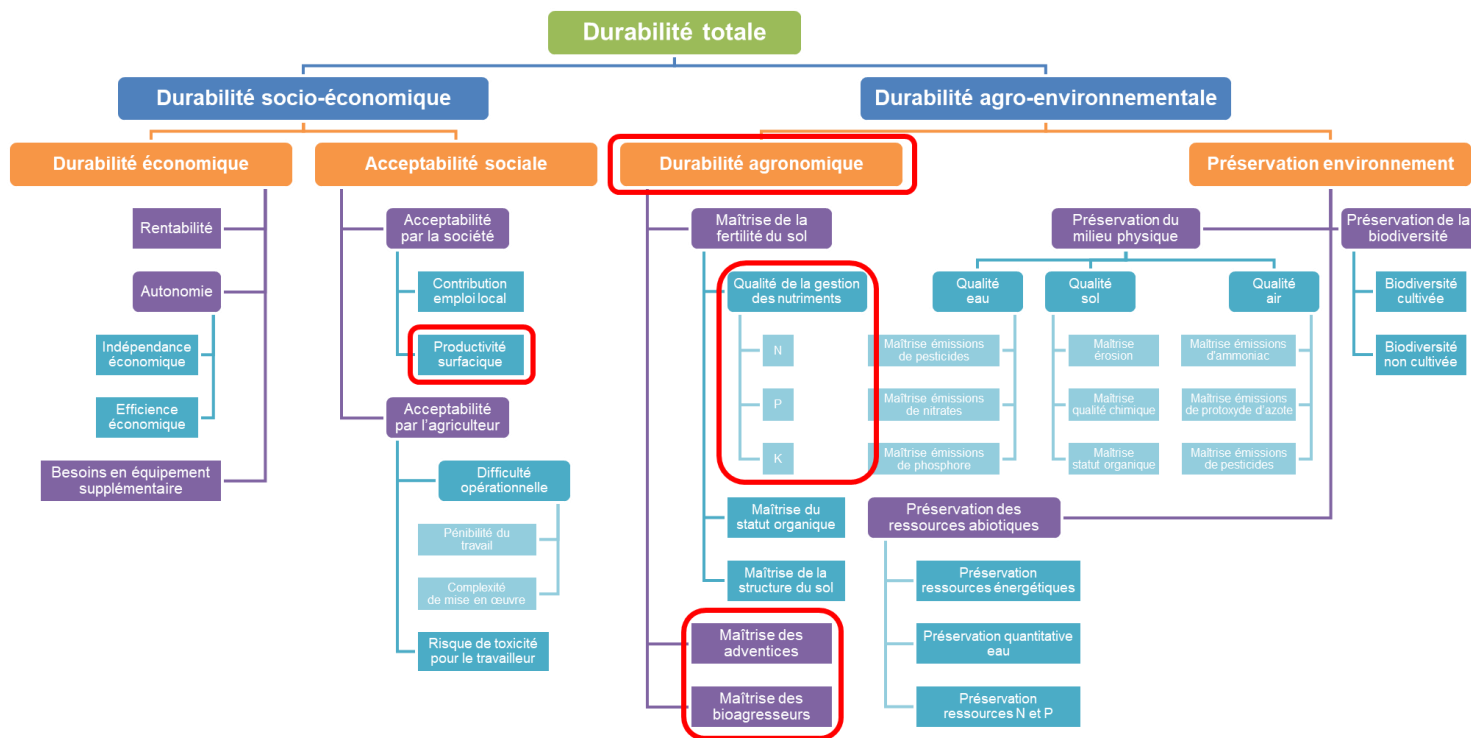 Durabilité totale
Durabilité socio-économique
Durabilité agro-environnementale
Durabilité économique
Acceptabilité sociale
Durabilité agronomique
Préservation environnement
Rentabilité
Autonomie
Indépendance
économique
Efficience
économique
Besoins en équipement
supplémentaire
Acceptabilité
par la société
Contribution
emploi local
Productivité
surfacique
Acceptabilité
par l'agriculteur
Difficulté
opérationnelle
Pénibilité du
travail
Complexité
de mise en œuvre
Risque de toxicité
pour le travailleur
Maîtrise de la
fertilité du sol
Qualité de la gestion
des nutriments
N
P
K
Maîtrise du
statut organique
Maîtrise de la
structure du sol
Maîtrise des
adventices
Maîtrise des
bioagresseurs
Préservation du
milieu physique
Qualité
eau
Maîtrise émissions
de pesticides
Maîtrise émissions
de nitrates
Maîtrise émissions
de phosphore
Qualité
sol
Maîtrise
érosion
Maîtrise
qualité chimique
Maîtrise
statut organique
Qualité
air
Maîtrise émissions
d'ammoniac
Maîtrise émissions
de protoxyde d'azote
Maîtrise émissions
de pesticides
Préservation de la
biodiversité
Biodiversité
cultivée
Biodiversité
non cultivée
Préservation des
ressources abiotiques
Préservation
ressources énergétiques
Préservation quantitative
eau
Préservation
ressources N et P